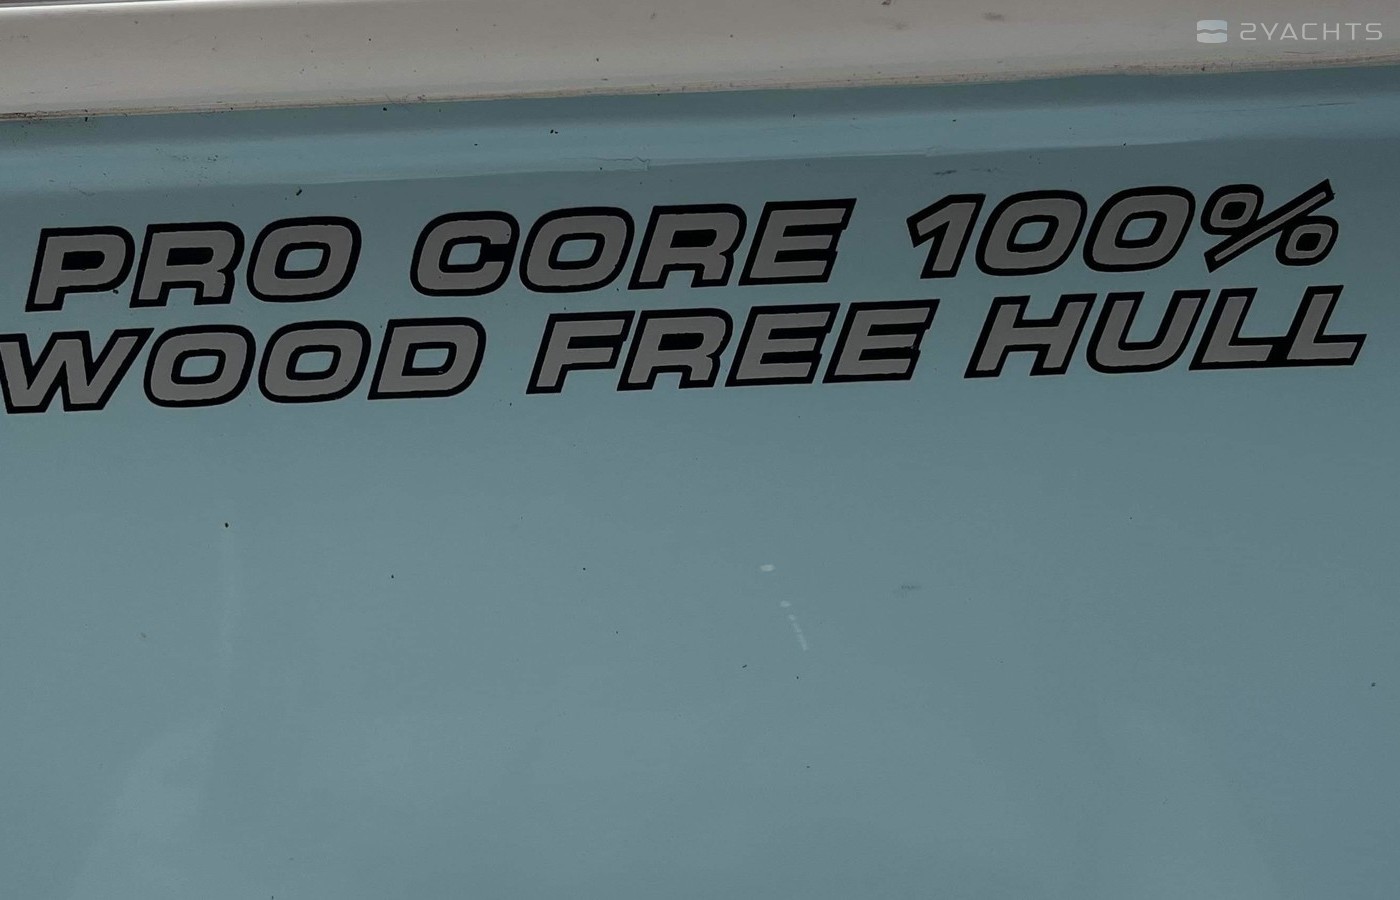 2YACHTS
PRO CORE 100%
WOOD FREE HULL